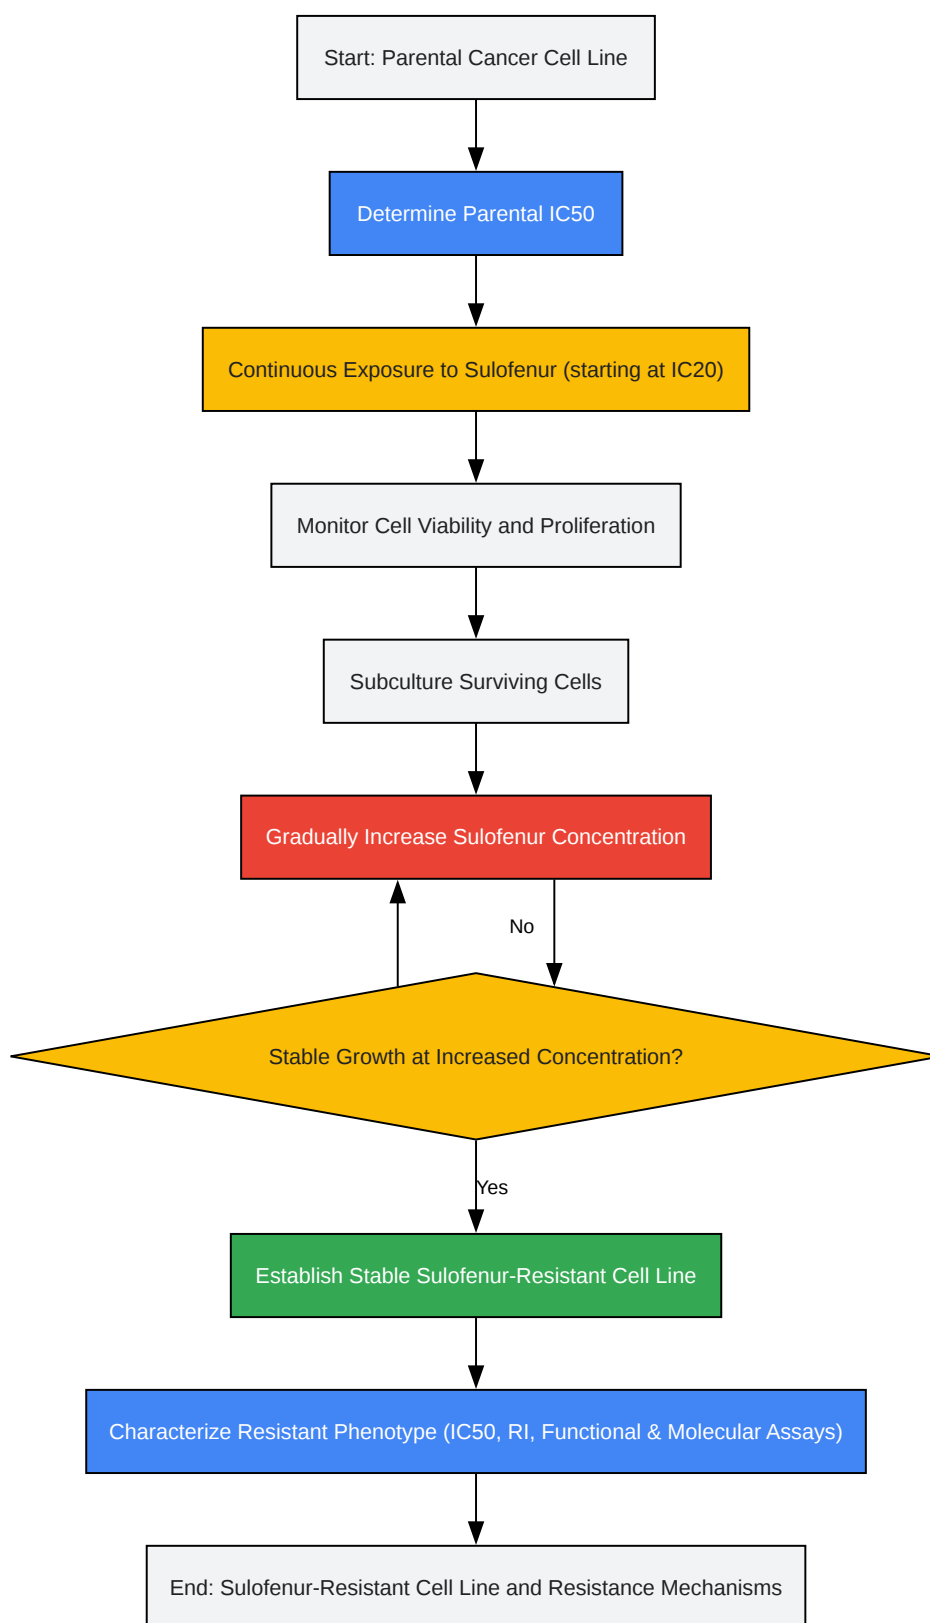 Start: Parental Cancer Cell Line
Determine Parental IC50
Continuous Exposure to Sulofenur (starting at IC20)
Monitor Cell Viability and Proliferation
Subculture Surviving Cells
Gradually Increase Sulofenur Concentration
No
Stable Growth at Increased Concentration?
Yes
Establish Stable Sulofenur-Resistant Cell Line
Characterize Resistant Phenotype (IC50, RI, Functional & Molecular Assays)
End: Sulofenur-Resistant Cell Line and Resistance Mechanisms